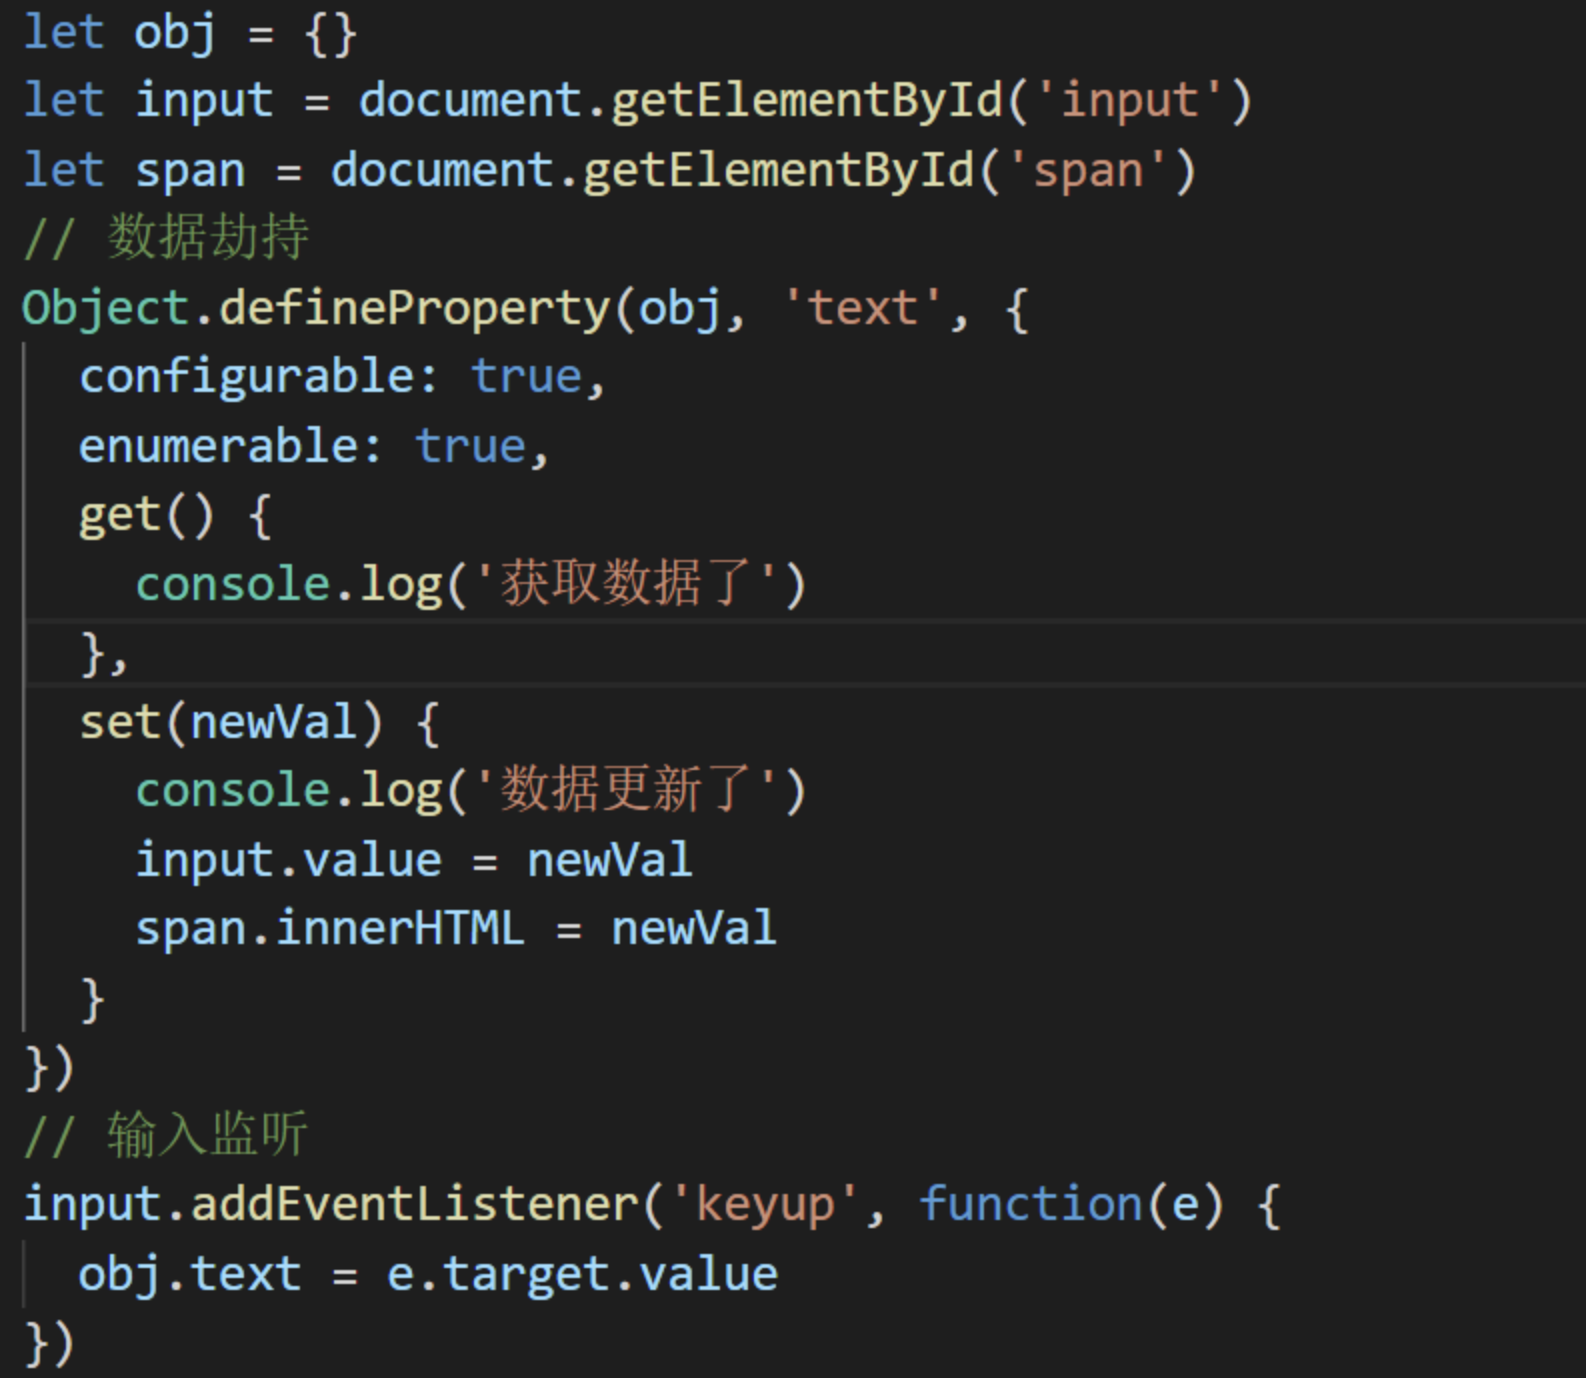 let obj = {}
let input = document.getElementById('input')
let span = document.getElementById('span')
// 数据劫持
Object.defineProperty(obj, 'text', {
  configurable: true,
  enumerable: true,
  get() {
    console.log('获取数据了')
  },
  set(newVal) {
    console.log('数据更新了')
    input.value = newVal
    span.innerHTML = newVal
  }
})
// 输入监听
input.addEventListener('keyup', function(e) {
  obj.text = e.target.value
})